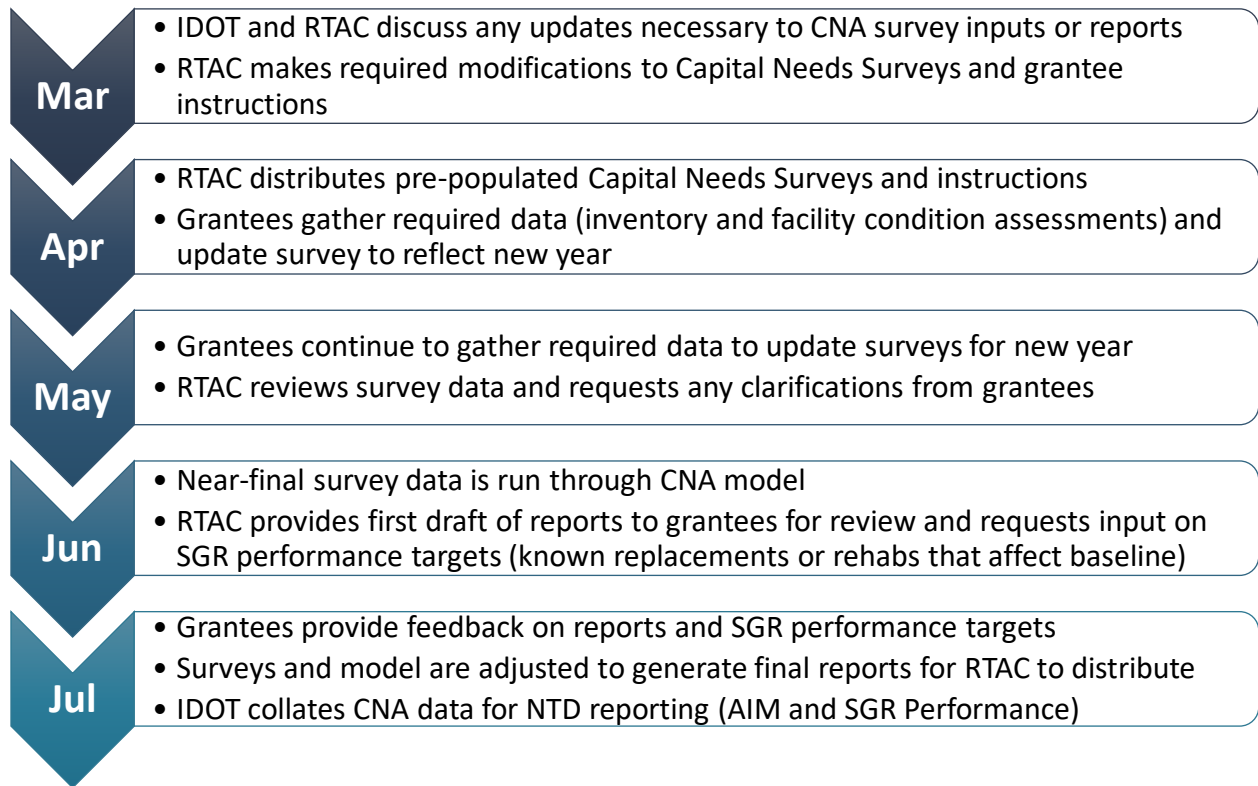 Mar
• IDOT and RTAC discuss any updates necessary to CNA survey inputs or reports
• RTAC makes required modifications to Capital Needs Surveys and grantee
instructions
Apr
• RTAC distributes pre-populated Capital Needs Surveys and instructions
• Grantees gather required data (inventory and facility condition assessments) and
update survey to reflect new year
May
• Grantees continue to gather required data to update surveys for new year
• RTAC reviews survey data and requests any clarifications from grantees
Jun
• Near-final survey data is run through CNA model
• RTAC provides first draft of reports to grantees for review and requests input on
SGR performance targets (known replacements or rehabs that affect baseline)
Jul
• Grantees provide feedback on reports and SGR performance targets
• Surveys and model are adjusted to generate final reports for RTAC to distribute
• IDOT collates CNA data for NTD reporting (AIM and SGR Performance)